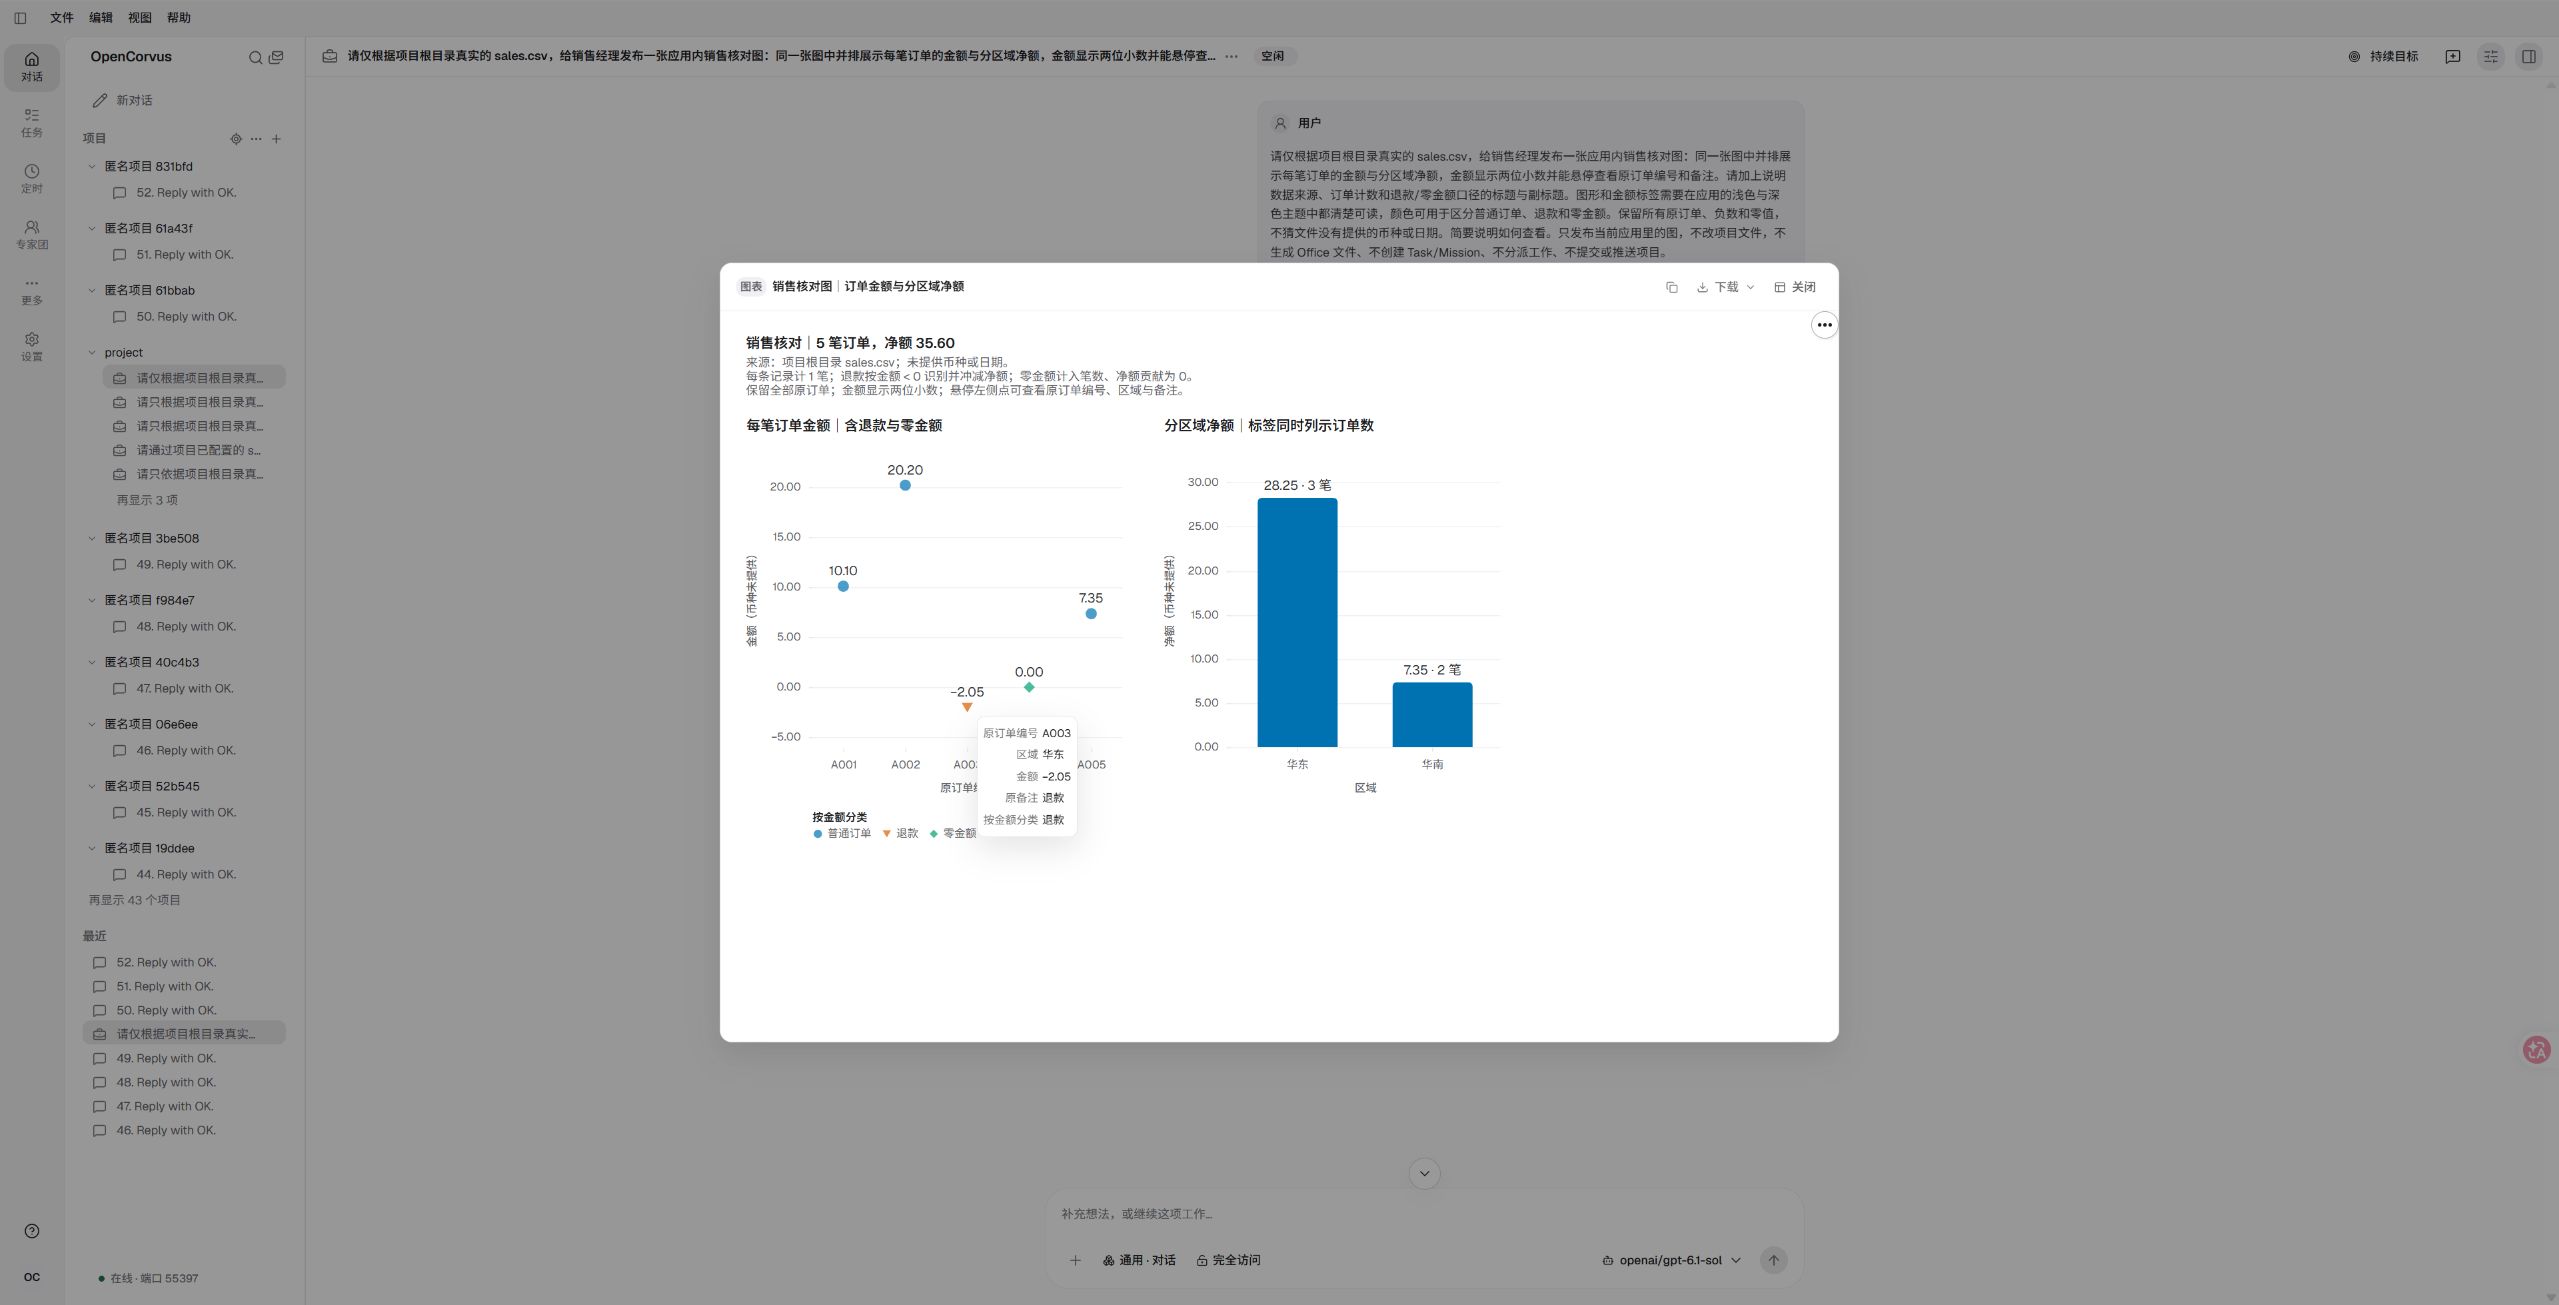 文件 编辑 视图 帮助
对话
任务
定时
专家团
更多
设置
OC
OpenCorvus
新对话
项目
匿名项目 831bfd
52. Reply with OK.
匿名项目 61a43f
51. Reply with OK.
匿名项目 61bbab
50. Reply with OK.
project
请仅根据项目根目录真...
请只根据项目根目录真...
请只根据项目根目录真...
请通过项目已配置的 s...
请只依据项目根目录真...
再显示 3 项
匿名项目 3be508
49. Reply with OK.
匿名项目 f984e7
48. Reply with OK.
匿名项目 40c4b3
47. Reply with OK.
匿名项目 06e6ee
46. Reply with OK.
匿名项目 52b545
45. Reply with OK.
匿名项目 19ddee
44. Reply with OK.
再显示 43 个项目
最近
52. Reply with OK.
51. Reply with OK.
50. Reply with OK.
请仅根据项目根目录真实...
49. Reply with OK.
48. Reply with OK.
47. Reply with OK.
46. Reply with OK.
在线 · 端口 55397
请仅根据项目根目录真实的 sales.csv，给销售经理发布一张应用内销售核对图：同一张图中并排展示每笔订单的金额与分区域净额，金额显示两位小数并能悬停查... 空闲
持续目标
用户
请仅根据项目根目录真实的 sales.csv，给销售经理发布一张应用内销售核对图：同一张图中并排展
示每笔订单的金额与分区域净额，金额显示两位小数并能悬停查看原订单编号和备注。请加上说明
数据来源、订单计数和退款/零金额口径的标题与副标题。图形和金额标签需要在应用的浅色与深
色主题中都清楚可读，颜色可用于区分普通订单、退款和零金额。保留所有原订单、负数和零值，
不猜文件没有提供的币种或日期。简要说明如何查看。只发布当前应用里的图，不改项目文件，不
生成 Office 文件、不创建 Task/Mission、不分派工作、不提交或推送项目。
图表 销售核对图｜订单金额与分区域净额
下载 关闭
销售核对｜5 笔订单，净额 35.60
来源：项目根目录 sales.csv；未提供币种或日期。
每条记录计 1 笔；退款按金额 < 0 识别并冲减净额；零金额计入笔数、净额贡献为 0。
保留全部原订单；金额显示两位小数；悬停左侧点可查看原订单编号、区域与备注。
每笔订单金额｜含退款与零金额
金额（币种未提供）
20.00
15.00
10.00
5.00
0.00
−5.00
10.10
20.20
−2.05
0.00
7.35
A001 A002 A005
原订单编号 A003
区域 华东
金额 −2.05
原备注 退款
按金额分类 退款
按金额分类
普通订单 退款 零金额
分区域净额｜标签同时列示订单数
净额（币种未提供）
30.00
25.00
20.00
15.00
10.00
5.00
0.00
28.25 · 3 笔
7.35 · 2 笔
华东 华南
区域
补充想法，或继续这项工作...
通用 · 对话 完全访问
openai/gpt-6.1-sol